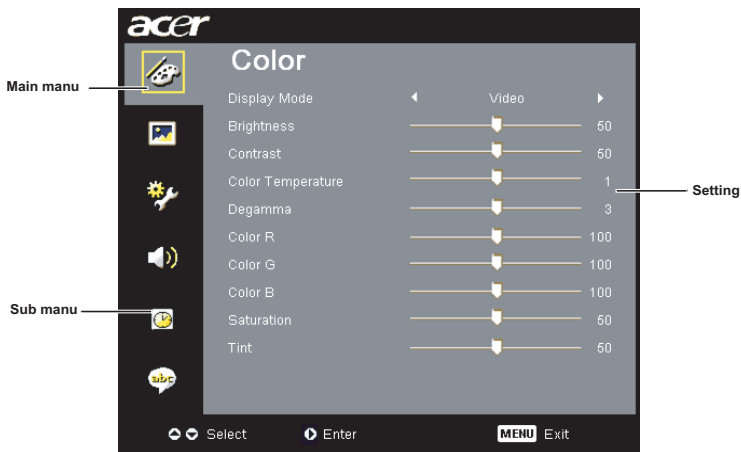 acer
Color
Main manu
Display Mode Video
Brightness 50
Contrast 50
Color Temperature 1
Setting
Degamma 3
Color R 100
Color G 100
Color B 100
Sub manu
Saturation 50
Tint 50
abc
Select Enter MENU Exit